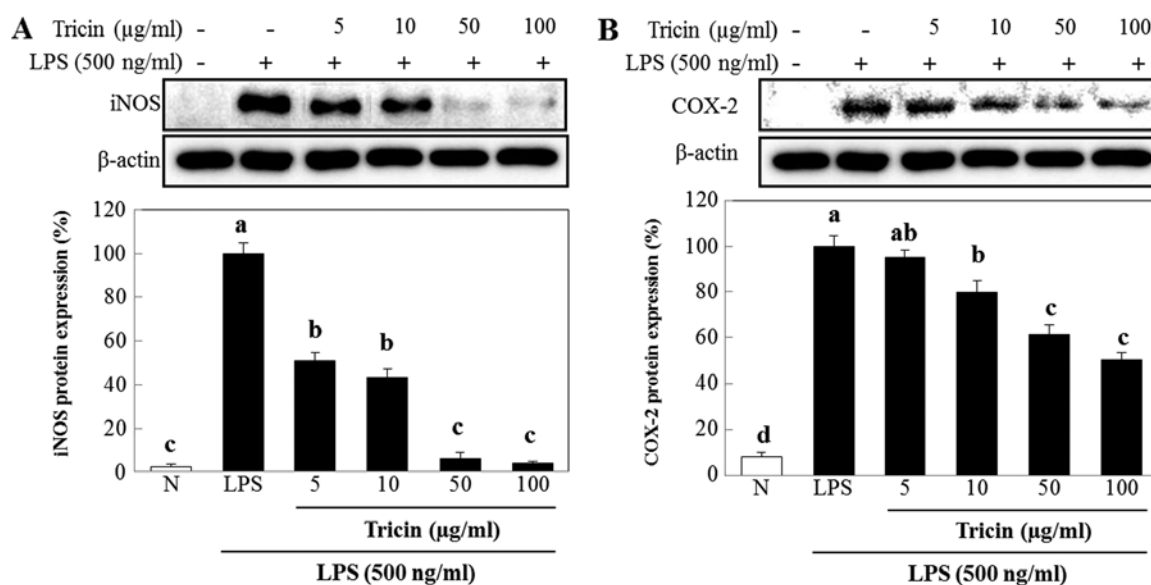 A
Tricin (µg/ml) - - 5 10 50 100
LPS (500 ng/ml) - + + + + +
iNOS
β-actin
iNOS protein expression (%)
120
100
80
60
40
20
0
a
b b
c c c
N LPS 5 10 50 100
Tricin (µg/ml)
LPS (500 ng/ml)
B
Tricin (µg/ml) - - 5 10 50 100
LPS (500 ng/ml) - + + + + +
COX-2
β-actin
COX-2 protein expression (%)
120
100
80
60
40
20
0
a
ab
b
c
c
d
N LPS 5 10 50 100
Tricin (µg/ml)
LPS (500 ng/ml)